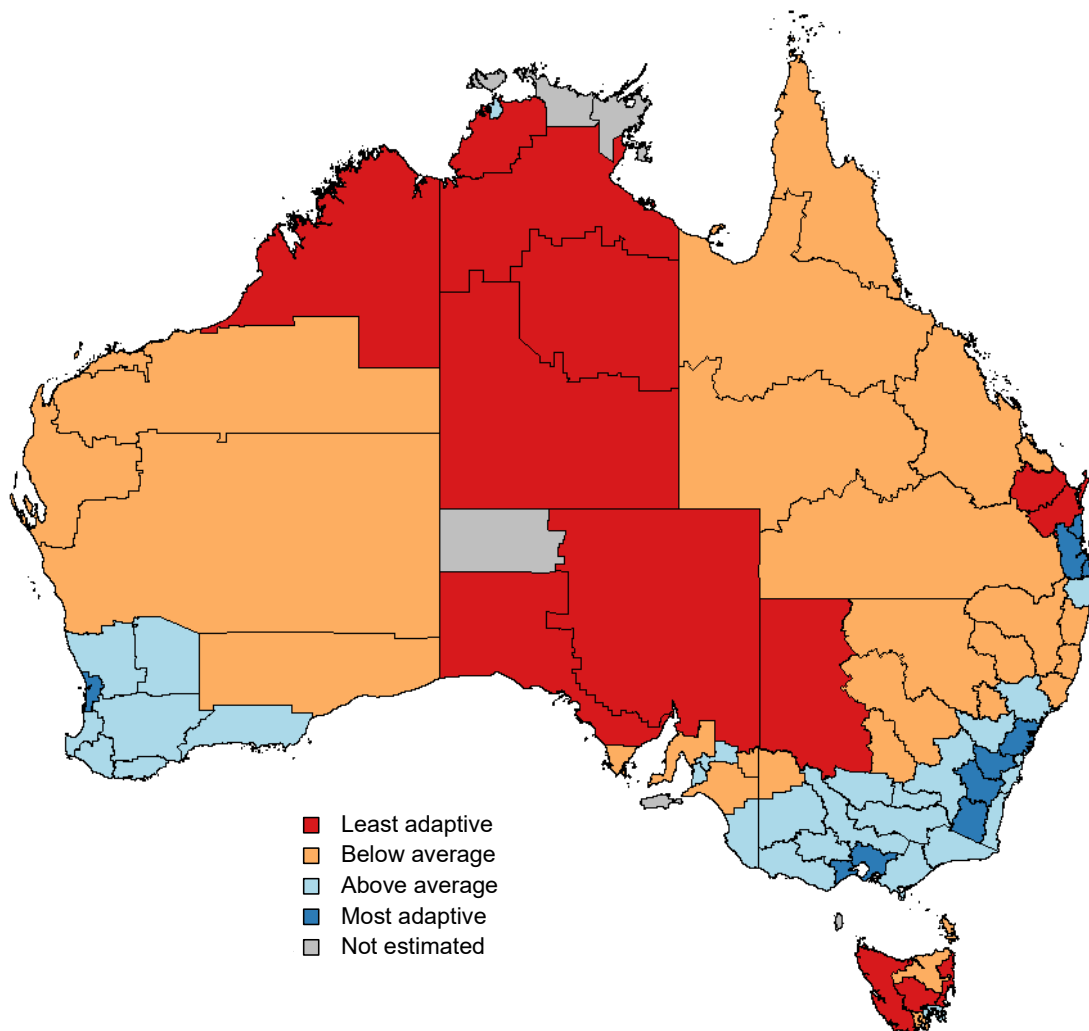 Least adaptive
Below average
Above average
Most adaptive
Not estimated